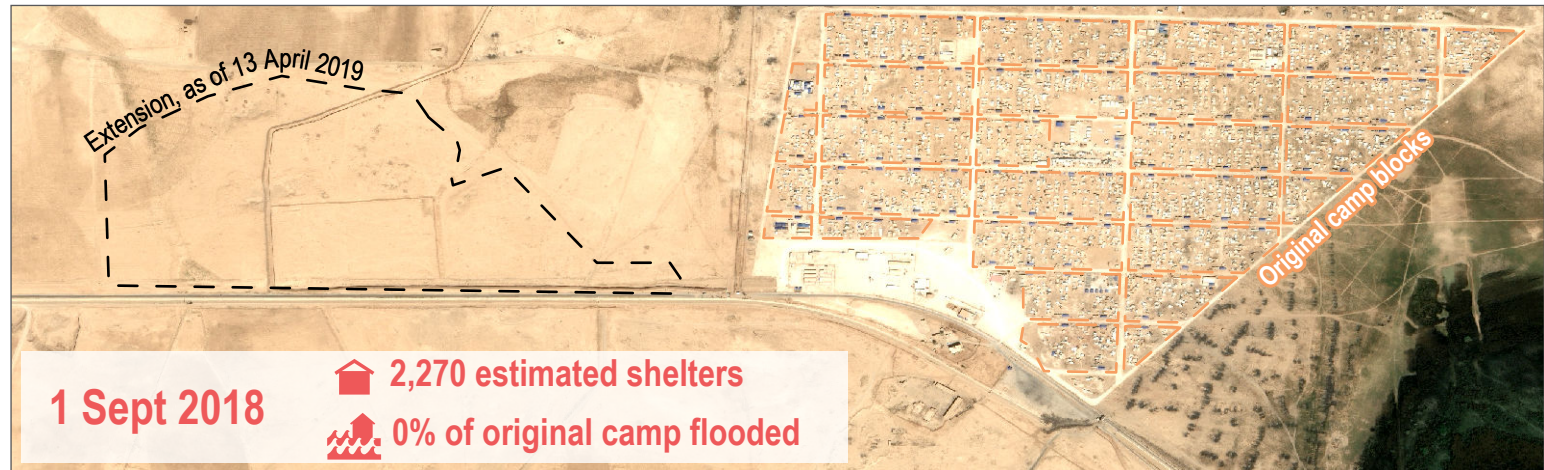 Extension, as of 13 April 2019
Original camp blocks
1 Sept 2018
2,270 estimated shelters
0% of original camp flooded